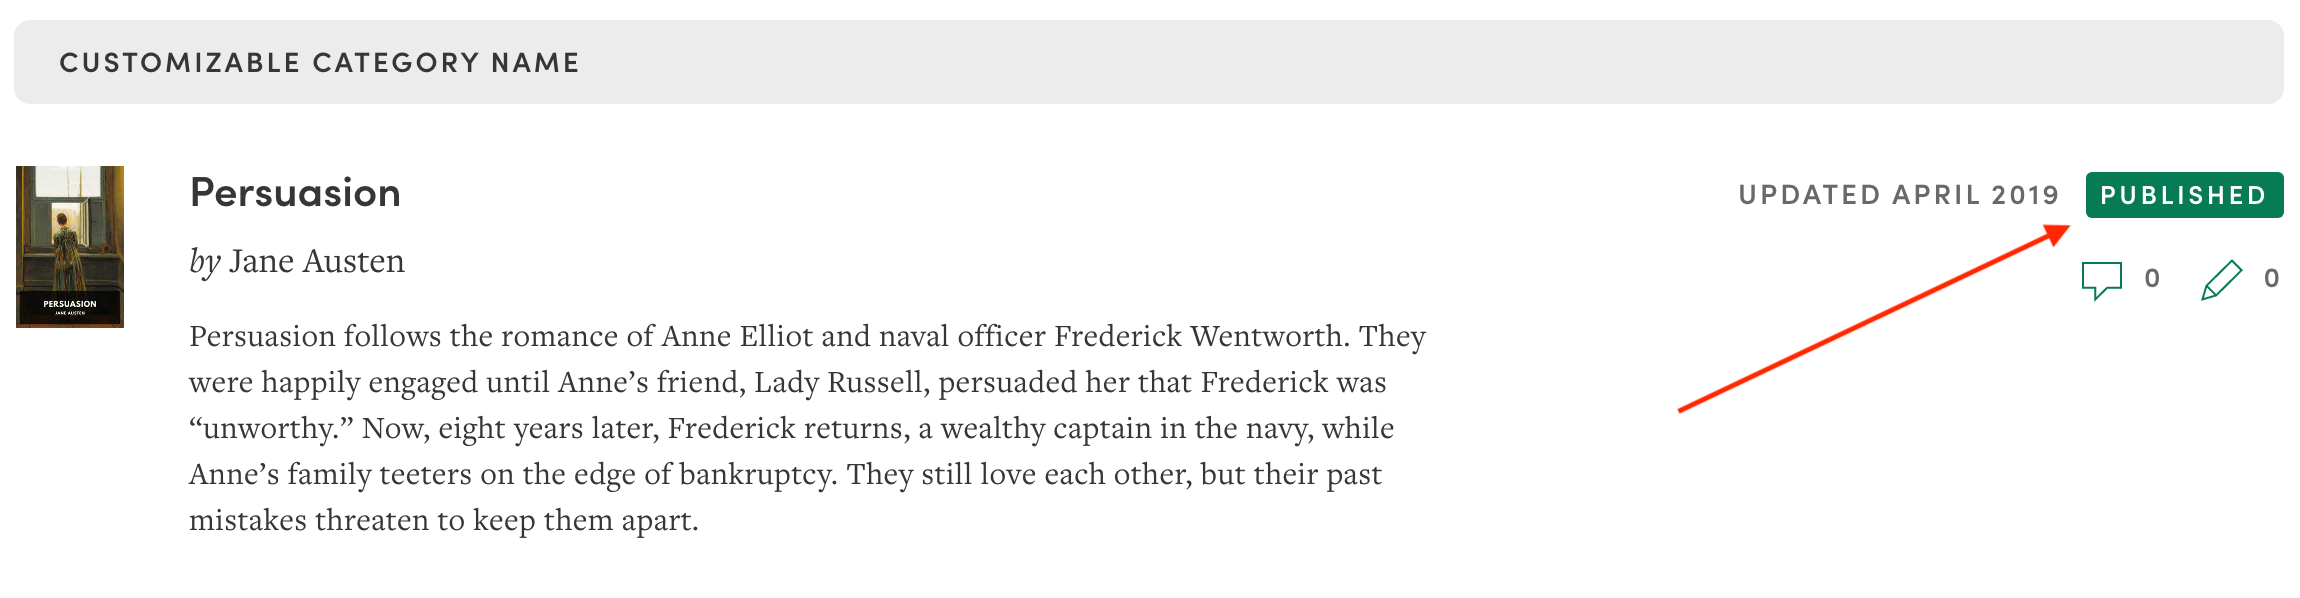 CUSTOMIZABLE CATEGORY NAME
Persuasion
UPDATED APRIL 2019 PUBLISHED
by Jane Austen
0 0
PERSUASION
JANE AUSTEN
Persuasion follows the romance of Anne Elliot and naval officer Frederick Wentworth. They
were happily engaged until Anne’s friend, Lady Russell, persuaded her that Frederick was
“unworthy.” Now, eight years later, Frederick returns, a wealthy captain in the navy, while
Anne’s family teeters on the edge of bankruptcy. They still love each other, but their past
mistakes threaten to keep them apart.